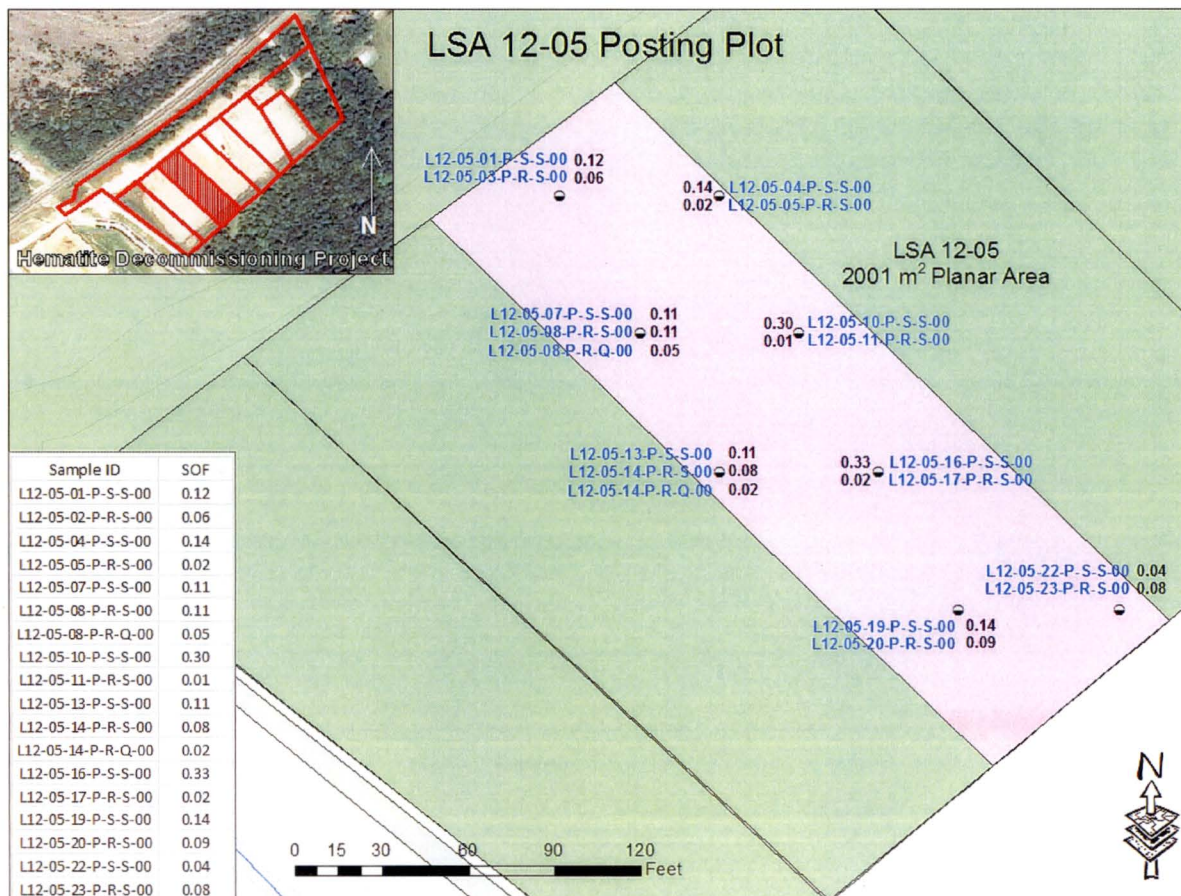 LSA 12-05 Posting Plot
N
Hematite Decommissioning Project
L12-05-01-P-S-S-00 0.12
L12-05-03-P-R-S-00 0.06
0.14 L12-05-04-P-S-S-00
0.02 L12-05-05-P-R-S-00
LSA 12-05
2001 m² Planar Area
L12-05-07-P-S-S-00 0.11
L12-05-08-P-R-S-00 0.11
L12-05-08-P-R-Q-00 0.05
0.30 L12-05-10-P-S-S-00
0.01 L12-05-11-P-R-S-00
L12-05-13-P-S-S-00 0.11
L12-05-14-P-R-S-00 0.08
L12-05-14-P-R-Q-00 0.02
0.33 L12-05-16-P-S-S-00
0.02 L12-05-17-P-R-S-00
L12-05-22-P-S-S-00 0.04
L12-05-23-P-R-S-00 0.08
L12-05-19-P-S-S-00 0.14
L12-05-20-P-R-S-00 0.09
Sample ID SOF
L12-05-01-P-S-S-00 0.12
L12-05-02-P-R-S-00 0.06
L12-05-04-P-S-S-00 0.14
L12-05-05-P-R-S-00 0.02
L12-05-07-P-S-S-00 0.11
L12-05-08-P-R-S-00 0.11
L12-05-08-P-R-Q-00 0.05
L12-05-10-P-S-S-00 0.30
L12-05-11-P-R-S-00 0.01
L12-05-13-P-S-S-00 0.11
L12-05-14-P-R-S-00 0.08
L12-05-14-P-R-Q-00 0.02
L12-05-16-P-S-S-00 0.33
L12-05-17-P-R-S-00 0.02
L12-05-19-P-S-S-00 0.14
L12-05-20-P-R-S-00 0.09
L12-05-22-P-S-S-00 0.04
L12-05-23-P-R-S-00 0.08
0 15 30 60 90 120
Feet
N